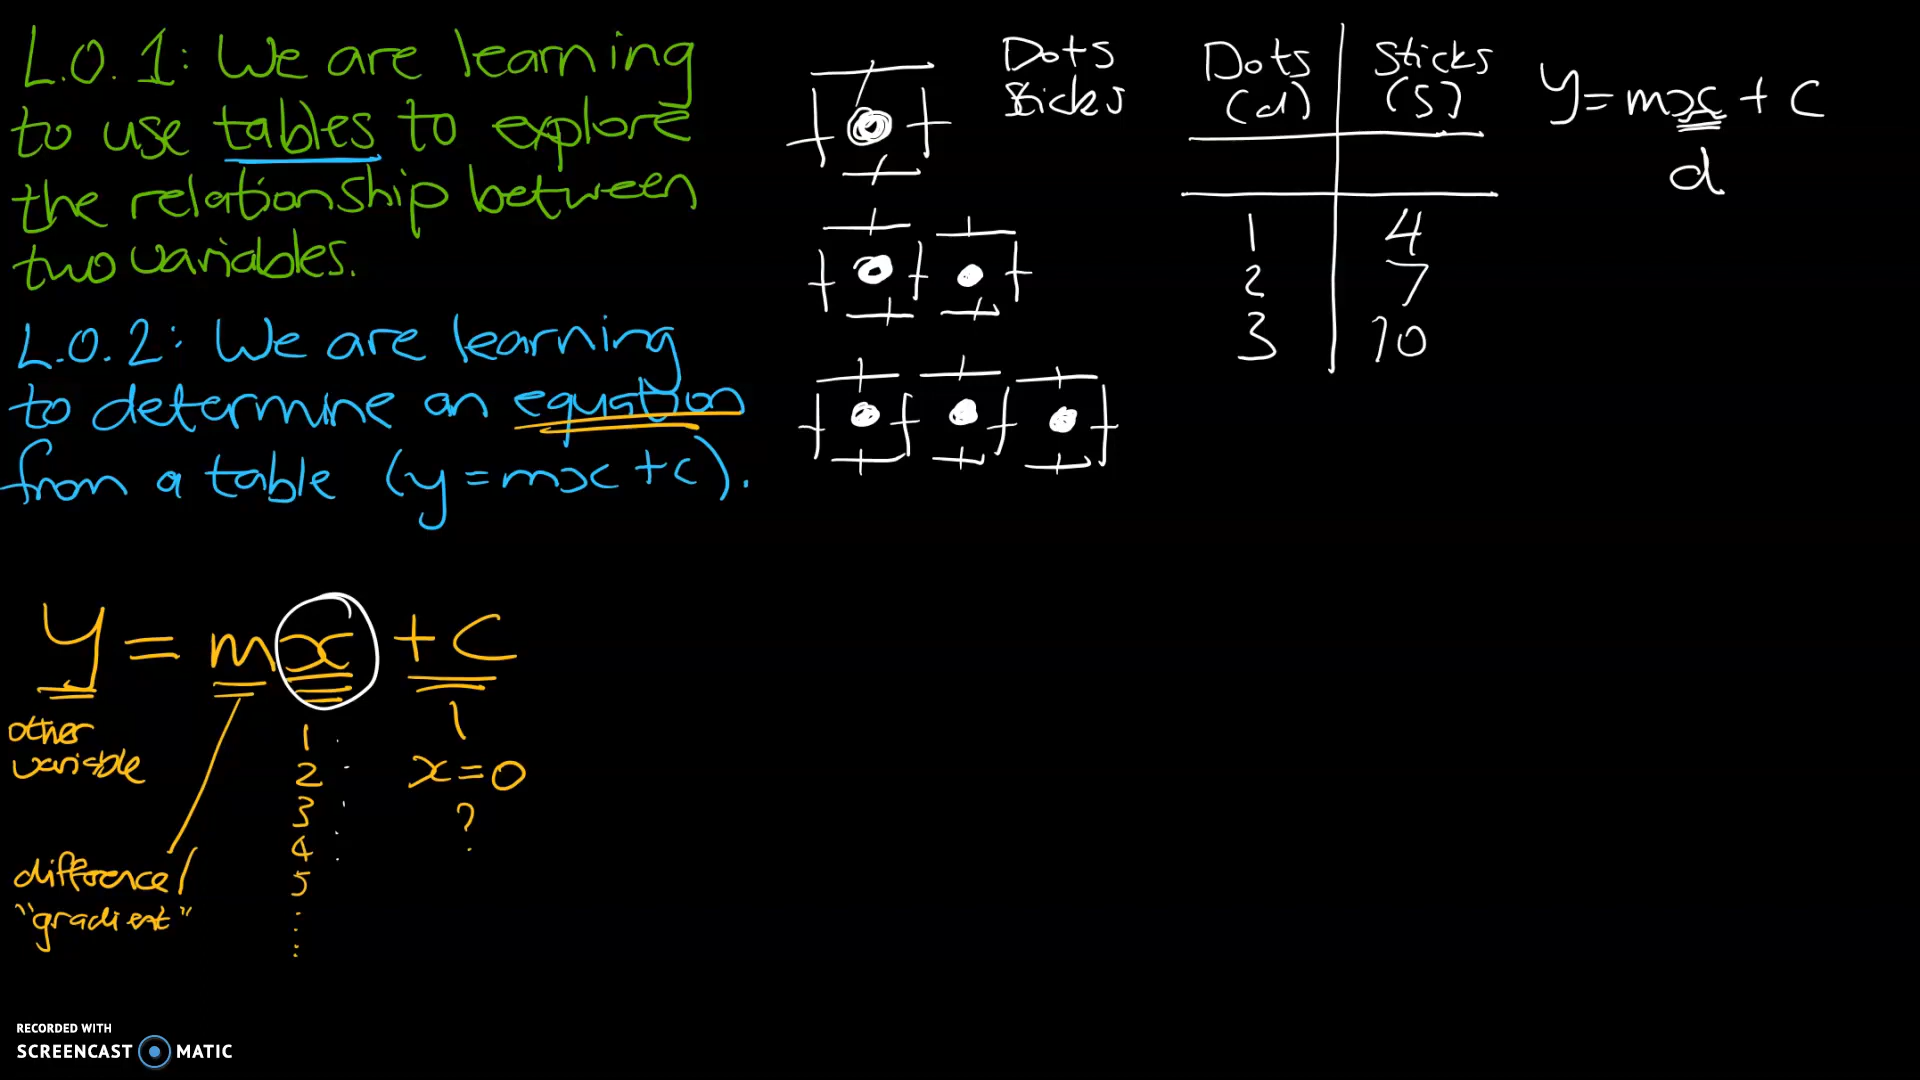 L.O. 1: We are learning
to use tables to explore
the relationship between
two variables.
L.O. 2: We are learning
to determine an equation
from a table (y=mx+c).
y = mx + c
other
variable
difference/
"gradient"
1
2
3
4
5
x=0
?
Dots
Sticks
Dots Sticks
(d) (S)
1 4
2 7
3 10
y=mx+c
d
RECORDED WITH
SCREENCAST MATIC